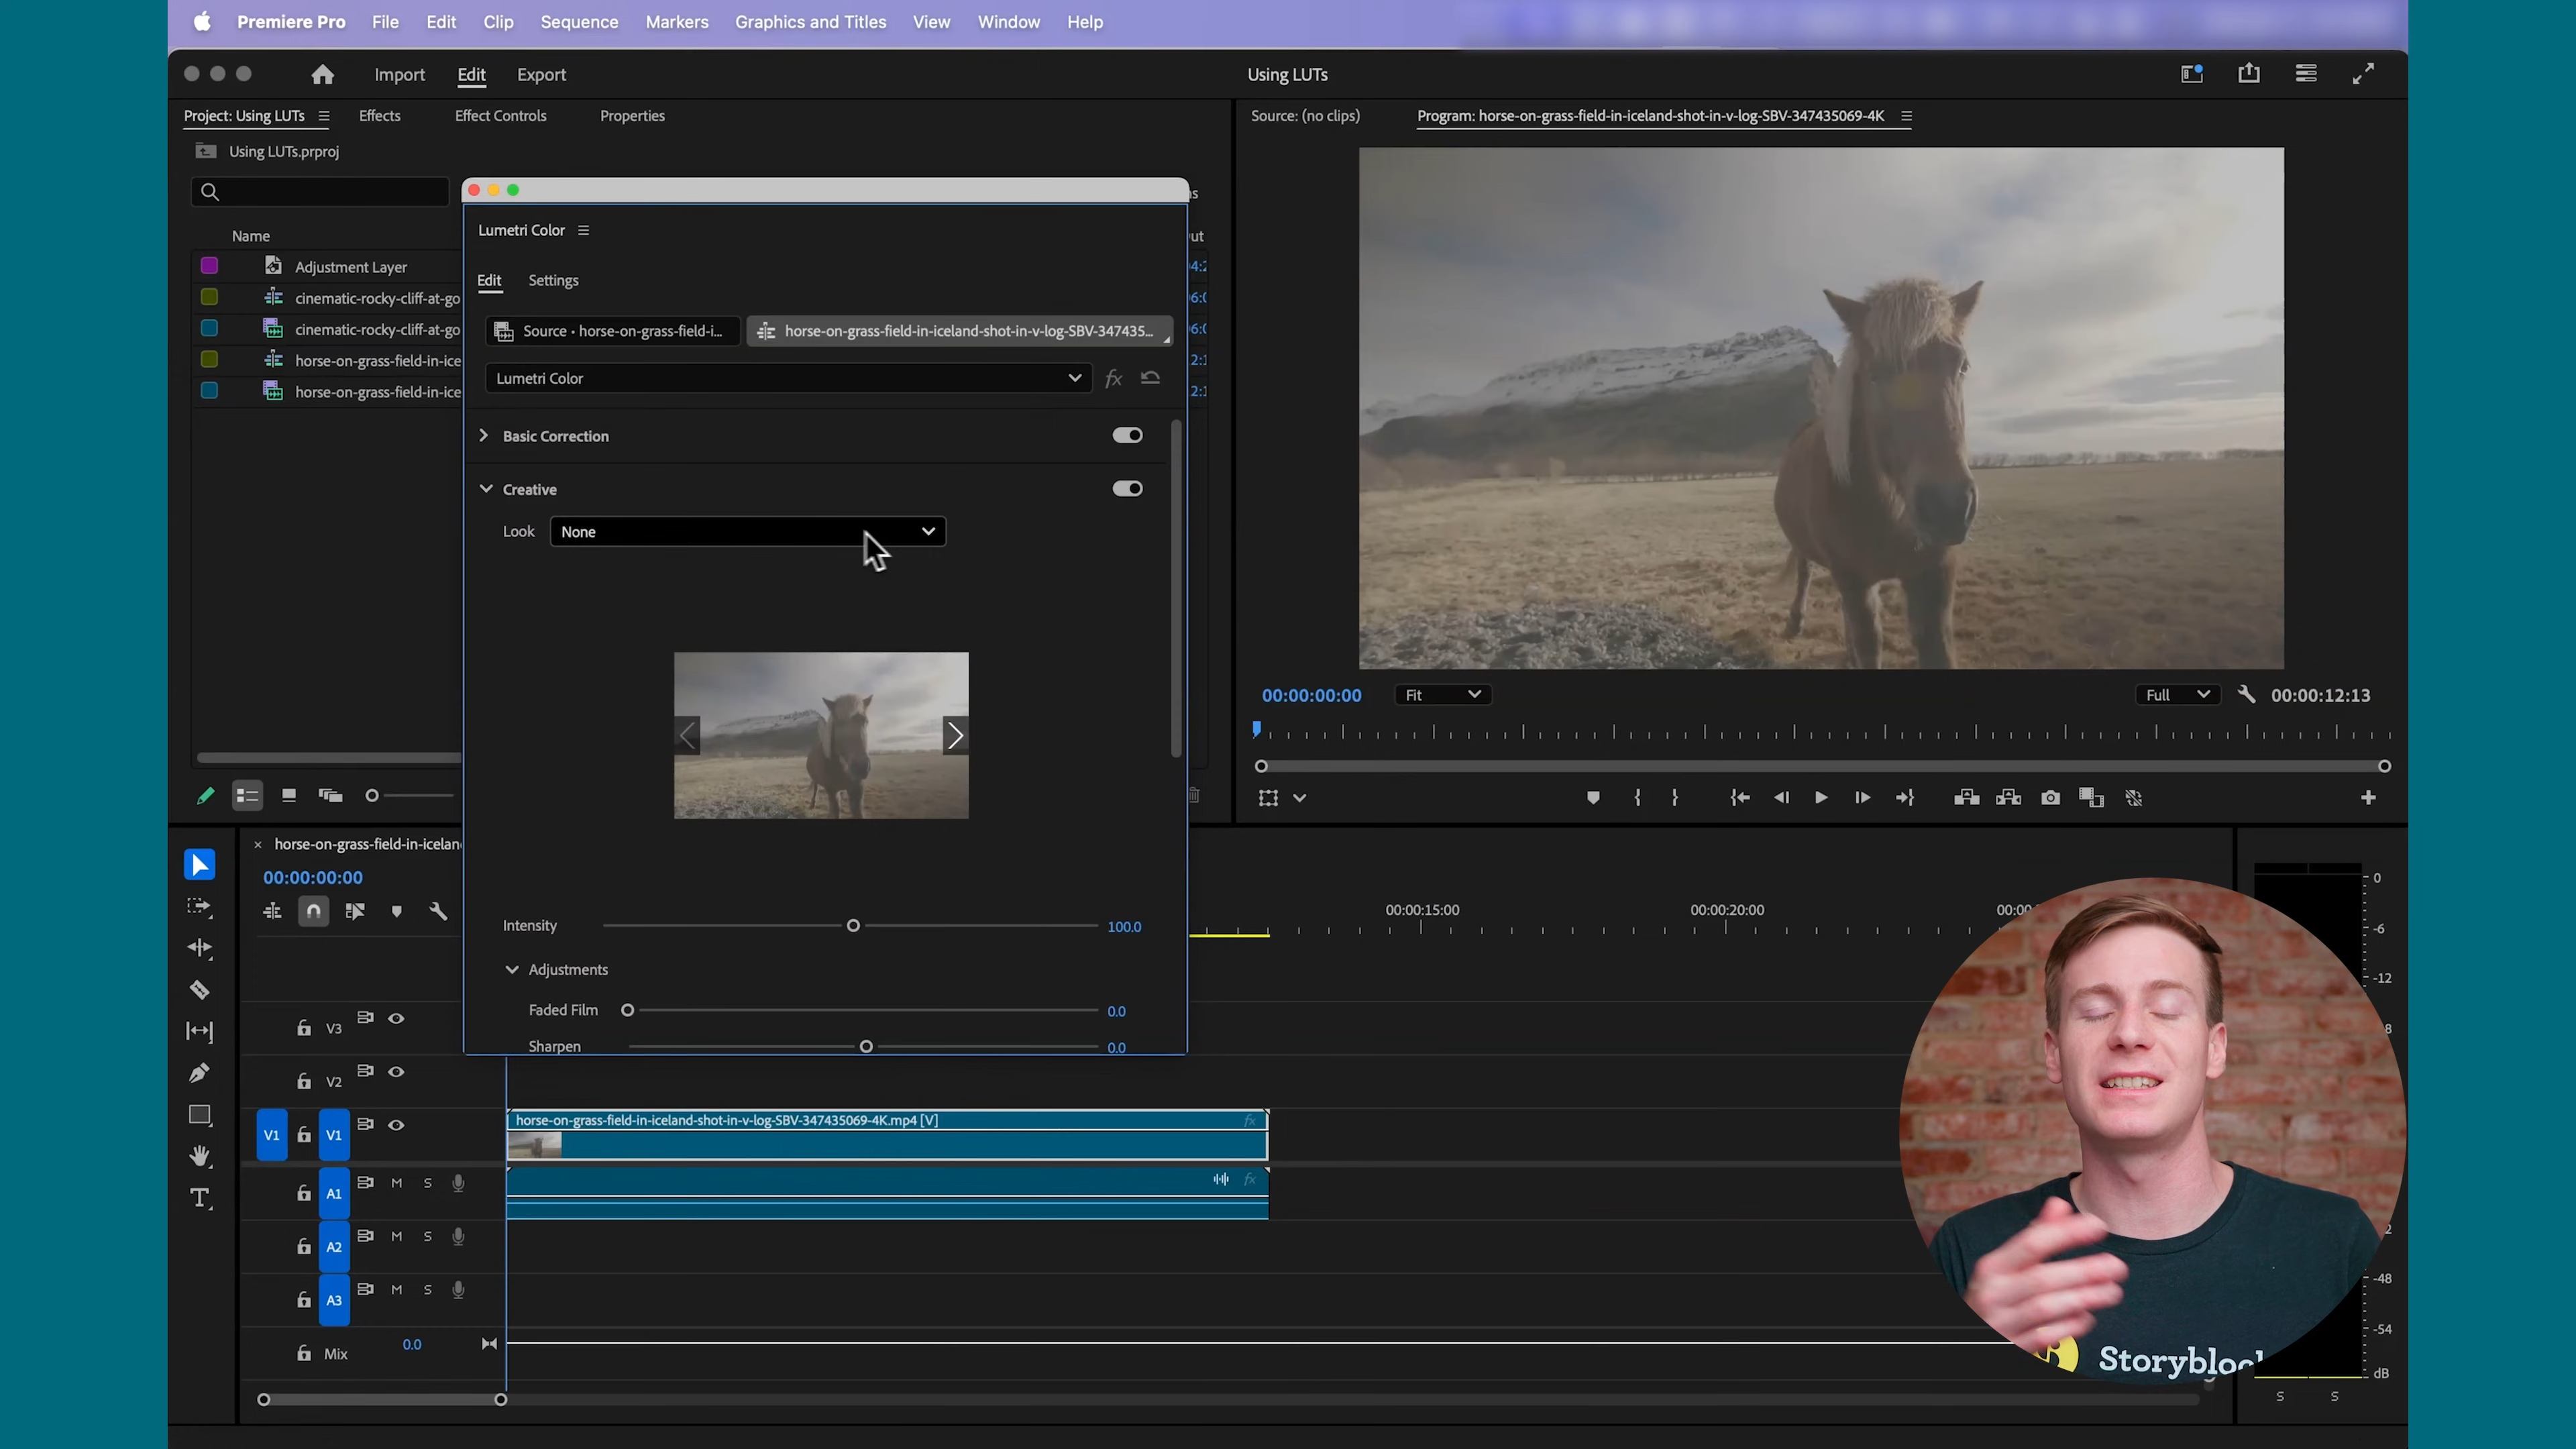 Premiere Pro File Edit Clip Sequence Markers Graphics and Titles View Window Help
Import Edit Export Using LUTs
Project: Using LUTs Effects Effect Controls Properties
Source: (no clips) Program: horse-on-grass-field-in-iceland-shot-in-v-log-SBV-347435069-4K
Using LUTs.prproj
Name
Adjustment Layer
cinematic-rocky-cliff-at-go
cinematic-rocky-cliff-at-go
horse-on-grass-field-in-ice
horse-on-grass-field-in-ice
Lumetri Color
Edit Settings
Source • horse-on-grass-field-i... horse-on-grass-field-in-iceland-shot-in-v-log-SBV-347435...
Lumetri Color fx
Basic Correction
Creative
Look None
Intensity 100.0
Adjustments
Faded Film 0.0
Sharpen 0.0
00:00:00:00 Fit Full 00:00:12:13
horse-on-grass-field-in-icelan
00:00:00:00
00:00:15:00 00:00:20:00
V3
V2
V1 V1
horse-on-grass-field-in-iceland-shot-in-v-log-SBV-347435069-4K.mp4 [V] fx
A1 M S fx
A2 M S
A3 M S
Mix 0.0
0
-6
-12
-48
-54
dB
S S